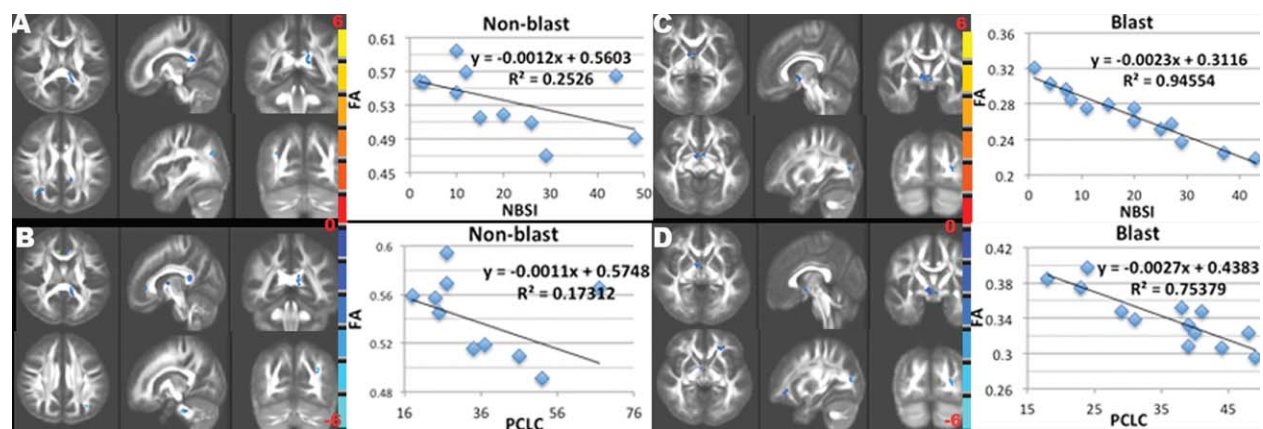 A
6
Non-blast
0.61
0.57
0.53
0.49
0.45
FA
y = -0.0012x + 0.5603
R² = 0.2526
0
10
20
30
40
50
NBSI
C
6
Blast
0.36
0.32
0.28
0.24
0.2
FA
y = -0.0023x + 0.3116
R² = 0.94554
0
10
20
30
40
NBSI
B
0
-6
Non-blast
0.6
0.56
0.52
0.48
FA
y = -0.0011x + 0.5748
R² = 0.17312
16
36
56
76
PCLC
D
0
-6
Blast
0.42
0.38
0.34
0.3
0.26
FA
y = -0.0027x + 0.4383
R² = 0.75379
15
25
35
45
PCLC